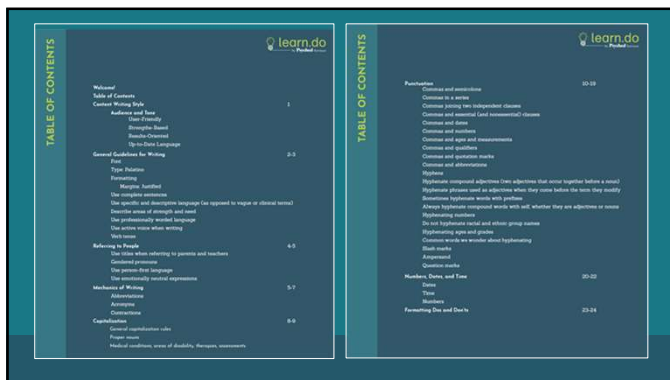 TABLE OF CONTENTS
learn.do
Welcome!
Table of Contents
Content Writing Style 1
Audience and Tone
User-Friendly
Strengths-Based
Results-Oriented
Up-to-Date Language
General Guidelines for Writing 2-3
Font
Type: Palatino
Formatting
Margins: Justified
Use complete sentences
Use specific and descriptive language (as opposed to vague or clinical terms)
Describe areas of strength and need
Use professionally worded language
Use active voice when writing
Verb tense
Referring to People 4-5
Use titles when referring to parents and teachers
Gendered pronouns
Use person-first language
Use emotionally neutral expressions
Mechanics of Writing 5-7
Abbreviations
Acronyms
Contractions
Capitalization 8-9
General capitalization rules
Proper nouns
Medical conditions, areas of disability, therapies, assessments
TABLE OF CONTENTS
learn.do
Punctuation 10-19
Commas and semicolons
Commas in a series
Commas joining two independent clauses
Commas and essential (and nonessential) clauses
Commas and dates
Commas and numbers
Commas and ages and measurements
Commas and qualifiers
Commas and quotation marks
Commas and abbreviations
Hyphens
Hyphenate compound adjectives (two adjectives that occur together before a noun)
Hyphenate phrases used as adjectives when they come before the term they modify
Sometimes hyphenate words with prefixes
Always hyphenate compound words with self, whether they are adjectives or nouns
Hyphenating numbers
Do not hyphenate racial and ethnic group names
Hyphenating ages and grades
Common words we wonder about hyphenating
Slash marks
Ampersand
Question marks
Numbers, Dates, and Time 20-22
Dates
Time
Numbers
Formatting Dos and Don'ts 23-24